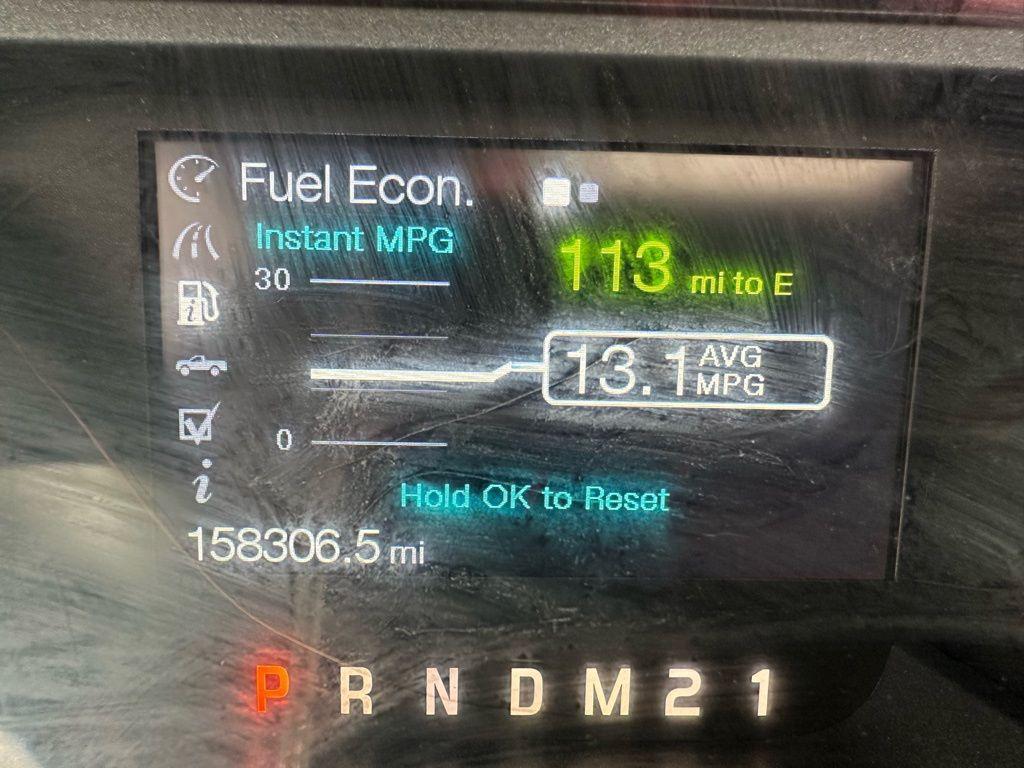 Fuel Econ.
Instant MPG
113 mi to E
30
13.1 AVG MPG
0
Hold OK to Reset
158306.5 mi
P R N D M 2 1